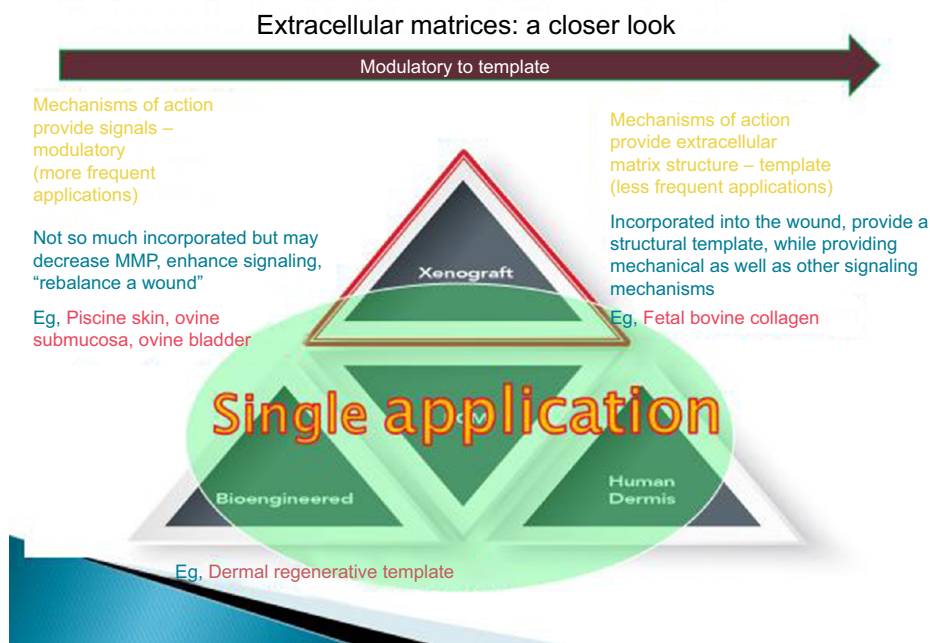 Extracellular matrices: a closer look
Modulatory to template
Mechanisms of action
provide signals –
modulatory
(more frequent
applications)
Not so much incorporated but may
decrease MMP, enhance signaling,
“rebalance a wound”
Eg, Piscine skin, ovine
submucosa, ovine bladder
Mechanisms of action
provide extracellular
matrix structure – template
(less frequent applications)
Incorporated into the wound, provide a
structural template, while providing
mechanical as well as other signaling
mechanisms
Eg, Fetal bovine collagen
Xenograft
Single application
Bioengineered
Human
Dermis
Eg, Dermal regenerative template